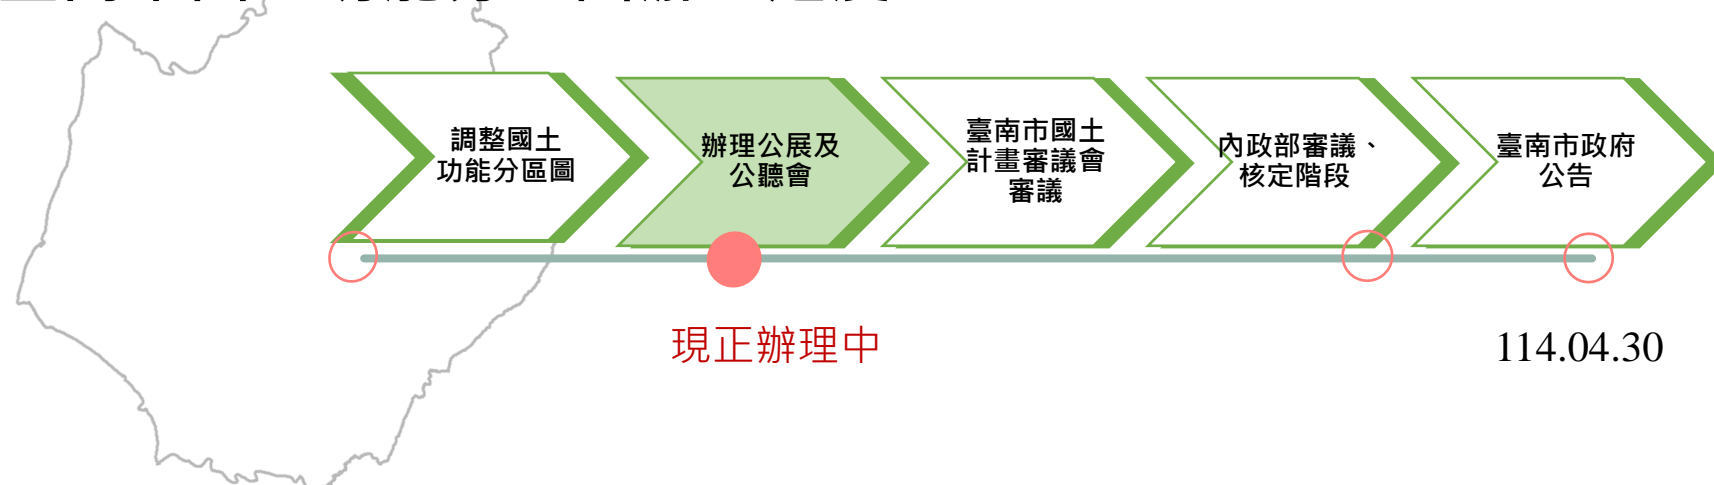 調整國土
功能分區圖
辦理公展及
公聽會
臺南市國土
計畫審議會
審議
內政部審議、
核定階段
臺南市政府
公告
現正辦理中
114.04.30